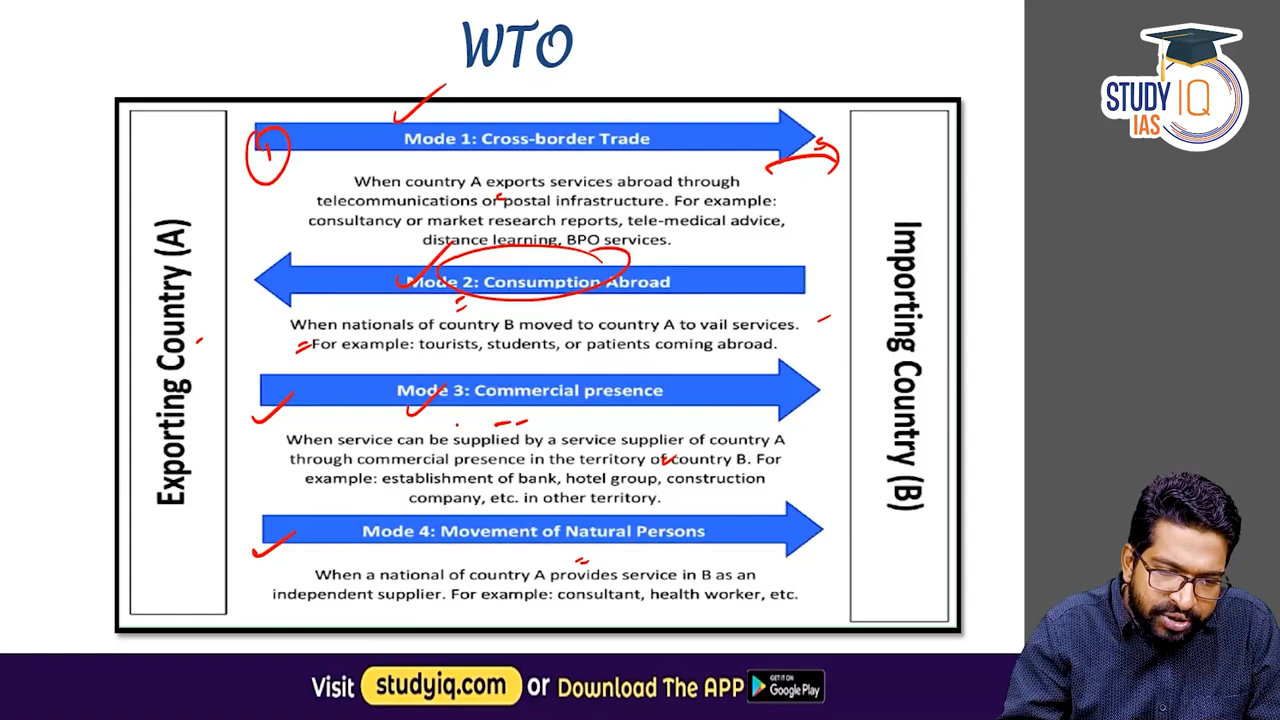 WTO
STUDY IQ
IAS
Exporting Country (A)
Mode 1: Cross-border Trade
When country A exports services abroad through
telecommunications or postal infrastructure. For example:
consultancy or market research reports, tele-medical advice,
distance learning, BPO services.
Mode 2: Consumption Abroad
When nationals of country B moved to country A to vail services.
For example: tourists, students, or patients coming abroad.
Mode 3: Commercial presence
When service can be supplied by a service supplier of country A
through commercial presence in the territory of country B. For
example: establishment of bank, hotel group, construction
company, etc. in other territory.
Mode 4: Movement of Natural Persons
When a national of country A provides service in B as an
independent supplier. For example: consultant, health worker, etc.
Importing Country (B)
1
Visit studyiq.com or Download The APP GET IT ON Google Play